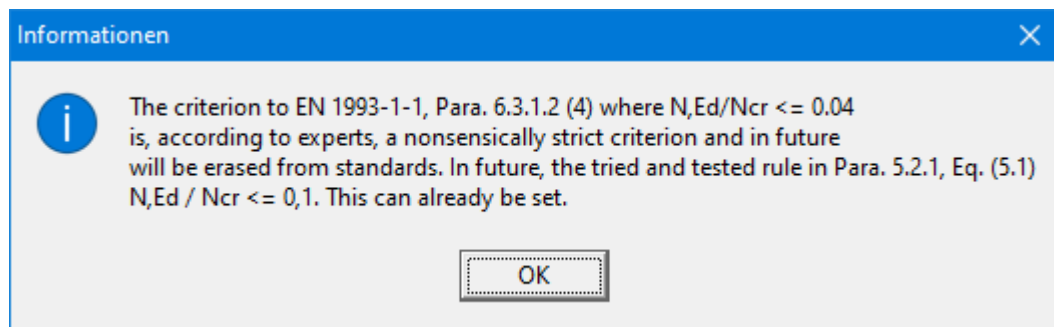 Informationen
The criterion to EN 1993-1-1, Para. 6.3.1.2 (4) where N,Ed/Ncr <= 0.04
is, according to experts, a nonsensically strict criterion and in future
will be erased from standards. In future, the tried and tested rule in Para. 5.2.1, Eq. (5.1)
N,Ed / Ncr <= 0,1. This can already be set.
OK